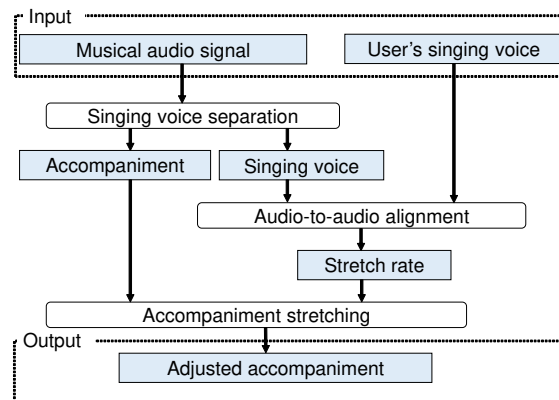 Input
Musical audio signal
User's singing voice
Singing voice separation
Accompaniment
Singing voice
Audio-to-audio alignment
Stretch rate
Accompaniment stretching
Output
Adjusted accompaniment